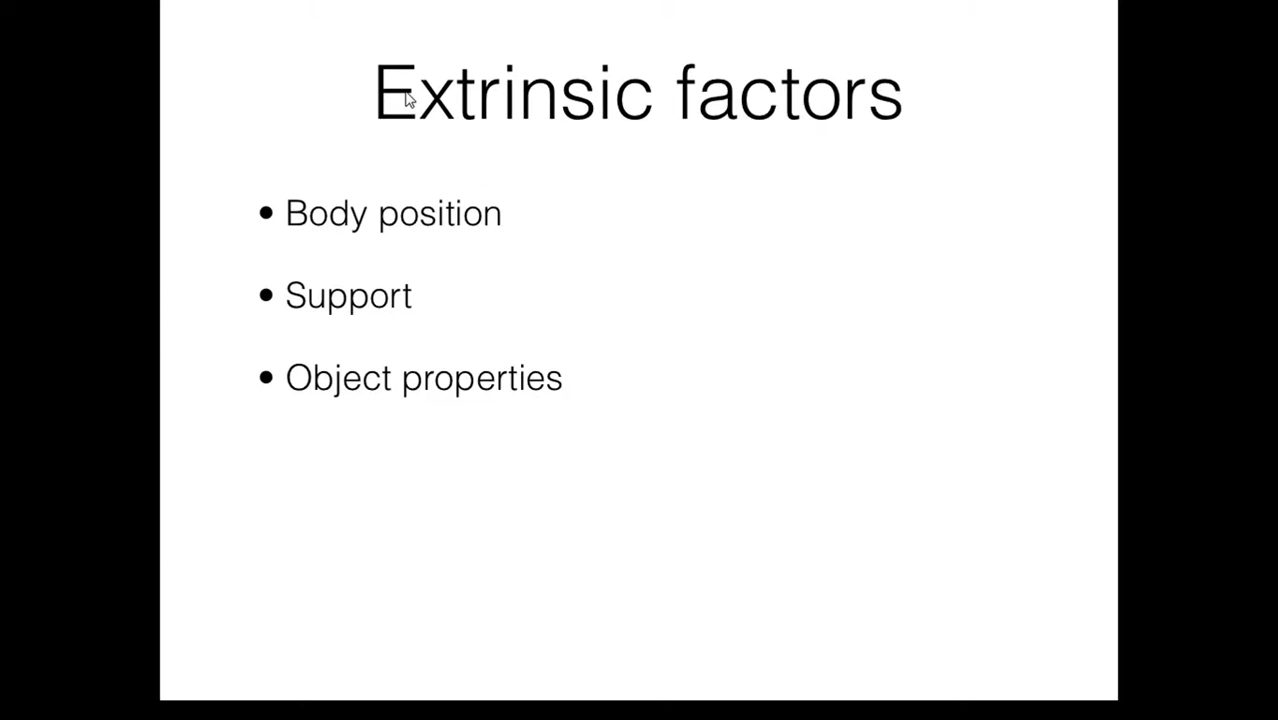 Extrinsic factors
• Body position
• Support
• Object properties